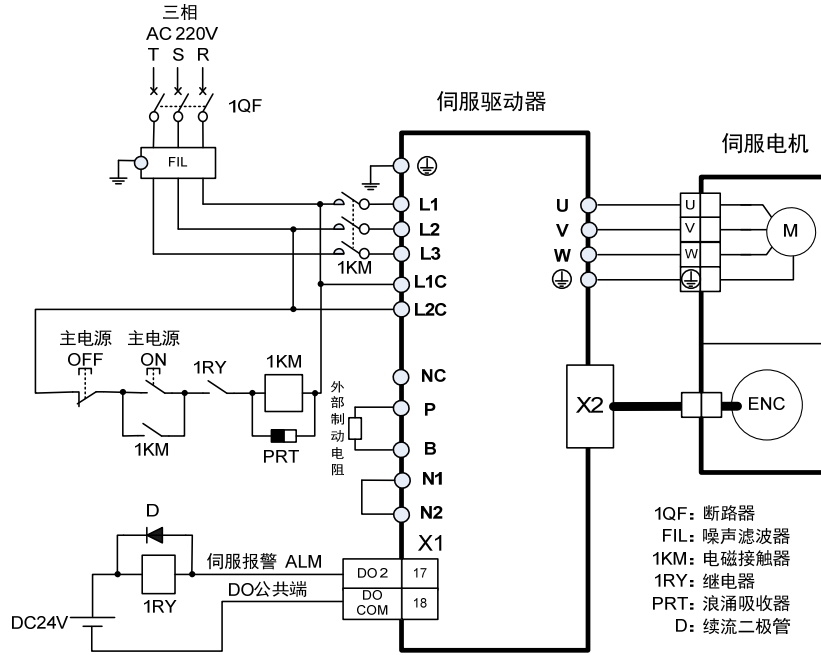 三相
AC 220V
T S R
1QF
FIL
伺服驱动器
伺服电机
L1
L2
L3
1KM
L1C
L2C
U
V
W
U
V
W
M
主电源 OFF
主电源 ON
1RY
1KM
1KM
PRT
外部制动电阻
NC
P
B
N1
N2
X2
ENC
X1
D
1RY
伺服报警 ALM
DO公共端
DC24V
DO 2 17
DO COM 18
1QF：断路器
FIL：噪声滤波器
1KM：电磁接触器
1RY：继电器
PRT：浪涌吸收器
D：续流二极管